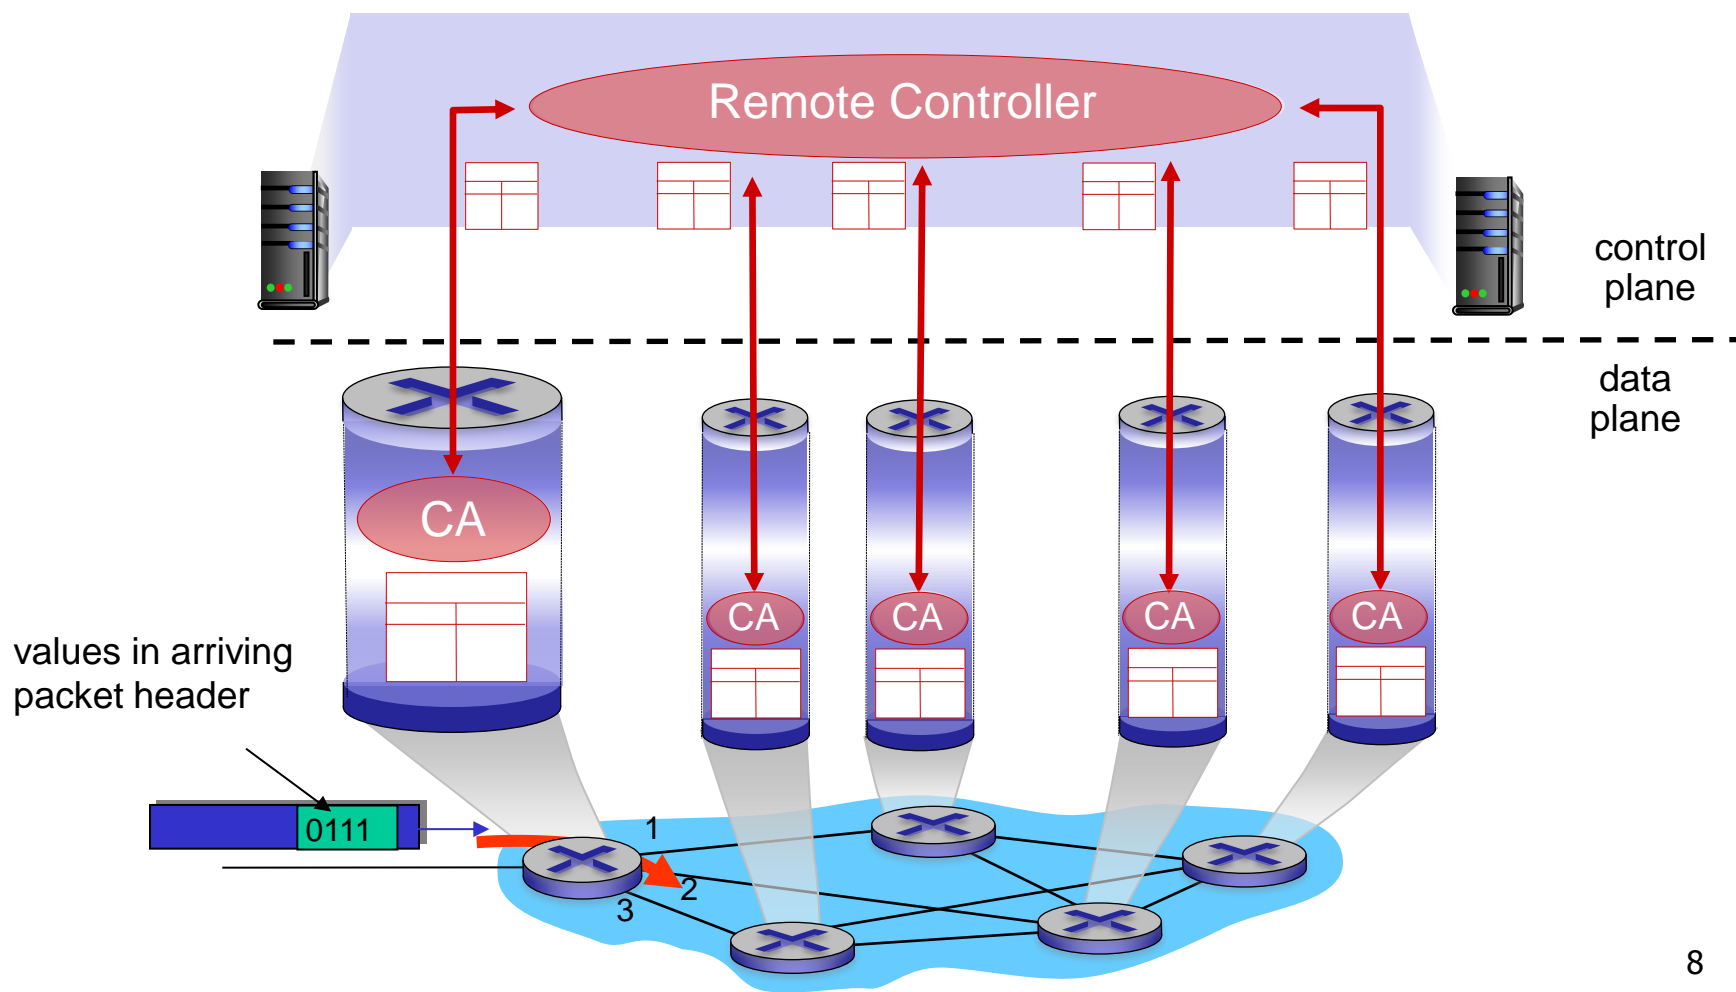 Remote Controller
control
plane
data
plane
CA
CA
CA
CA
CA
values in arriving
packet header
0111
1
2
3
8